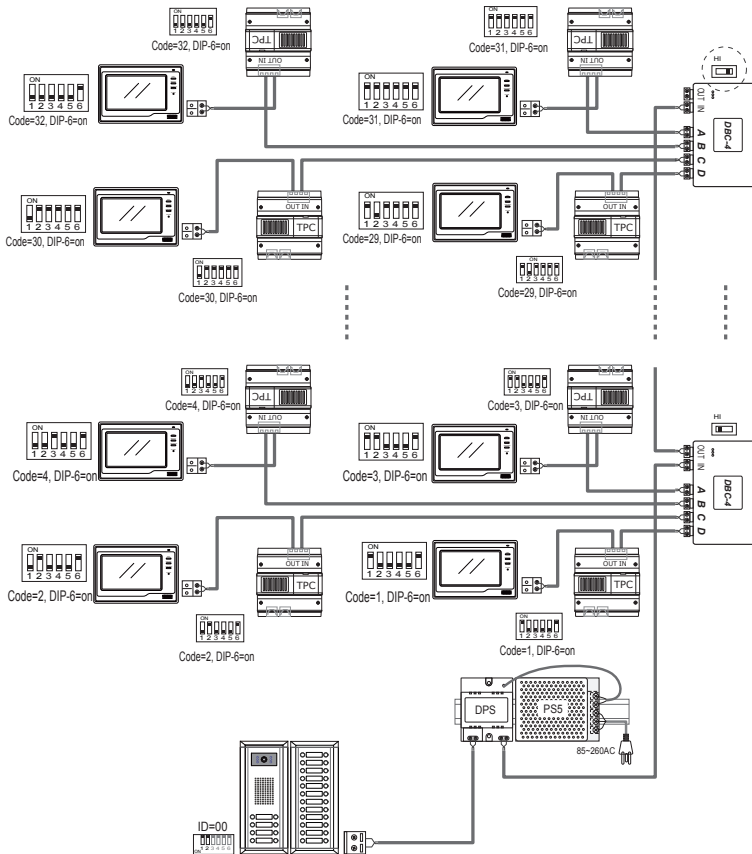 ON
1 2 3 4 5 6
Code=32, DIP-6=on
TPC
OUT IN
ON
1 2 3 4 5 6
Code=31, DIP-6=on
TPC
OUT IN
HI
ON
1 2 3 4 5 6
Code=32, DIP-6=on
ON
1 2 3 4 5 6
Code=31, DIP-6=on
OUT IN
DBC-4
A
B
C
D
ON
1 2 3 4 5 6
Code=30, DIP-6=on
OUT IN
TPC
ON
1 2 3 4 5 6
Code=30, DIP-6=on
ON
1 2 3 4 5 6
Code=29, DIP-6=on
OUT IN
TPC
ON
1 2 3 4 5 6
Code=29, DIP-6=on
ON
1 2 3 4 5 6
Code=4, DIP-6=on
TPC
OUT IN
ON
1 2 3 4 5 6
Code=3, DIP-6=on
TPC
OUT IN
HI
ON
1 2 3 4 5 6
Code=4, DIP-6=on
ON
1 2 3 4 5 6
Code=3, DIP-6=on
OUT IN
DBC-4
A
B
C
D
ON
1 2 3 4 5 6
Code=2, DIP-6=on
OUT IN
TPC
ON
1 2 3 4 5 6
Code=2, DIP-6=on
ON
1 2 3 4 5 6
Code=1, DIP-6=on
OUT IN
TPC
ON
1 2 3 4 5 6
Code=1, DIP-6=on
DPS
PS5
85~260AC
ID=00
1 2 3 4 5 6
ON